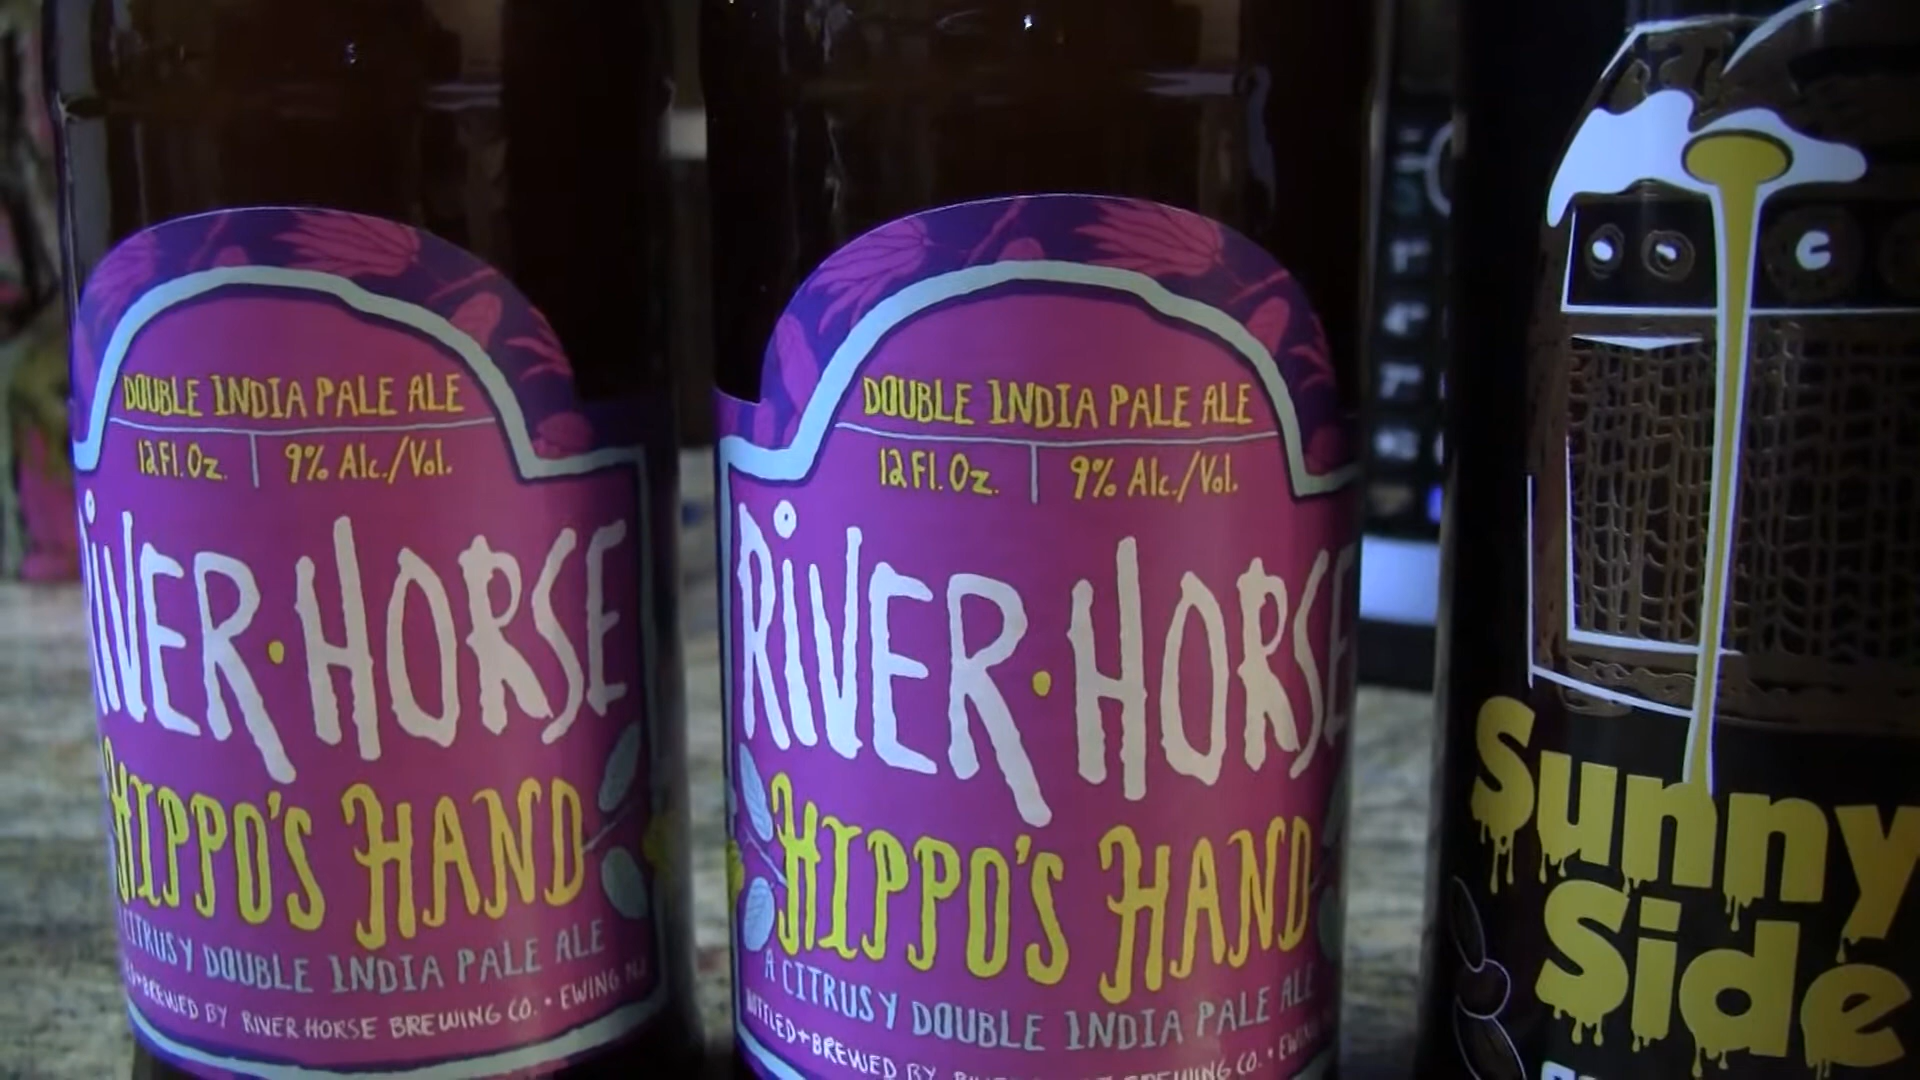 DOUBLE INDIA PALE ALE
12 Fl. Oz. 9% Alc./Vol.
RiVER·HORSE
HIPPO'S HAND
CITRUSY DOUBLE INDIA PALE ALE
BREWED BY RIVER HORSE BREWING CO. • EWING
DOUBLE INDIA PALE ALE
12 Fl. Oz. 9% Alc./Vol.
RiVER·HORSE
HIPPO'S HAND
A CITRUSY DOUBLE INDIA PALE ALE
BOTTLED+BREWED BY BREWING CO. •
Sunny
Side